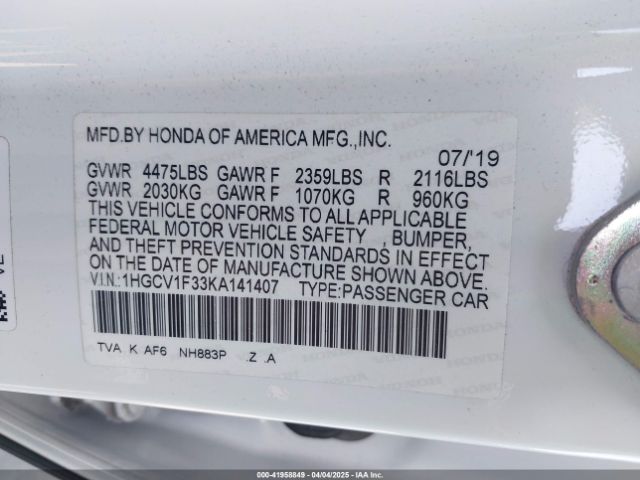 MFD.BY HONDA OF AMERICA MFG.,INC.
07/'19
GVWR 4475LBS GAWR F 2359LBS R 2116LBS
GVWR 2030KG GAWR F 1070KG R 960KG
THIS VEHICLE CONFORMS TO ALL APPLICABLE
FEDERAL MOTOR VEHICLE SAFETY , BUMPER,
AND THEFT PREVENTION STANDARDS IN EFFECT
ON THE DATE OF MANUFACTURE SHOWN ABOVE.
V.I.N.:1HGCV1F33KA141407 TYPE:PASSENGER CAR
TVA K AF6 NH883P .Z .A
000-41958849 04/04/2025 IAA Inc.